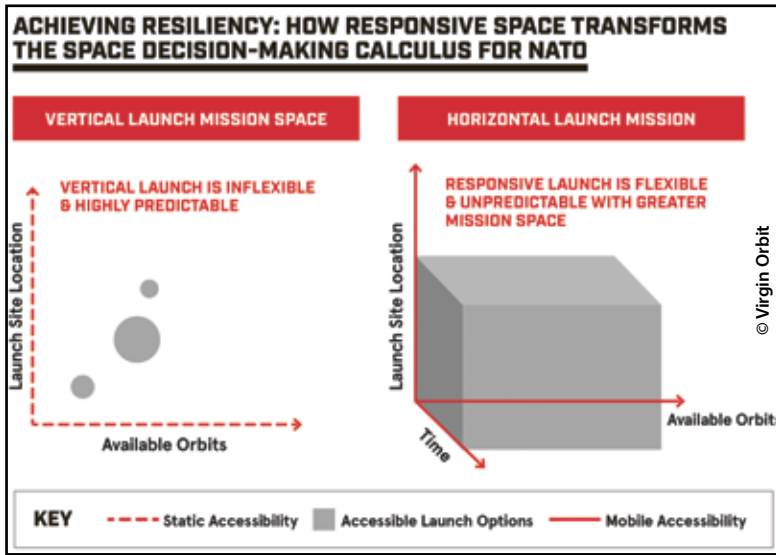 ACHIEVING RESILIENCY: HOW RESPONSIVE SPACE TRANSFORMS
THE SPACE DECISION-MAKING CALCULUS FOR NATO
VERTICAL LAUNCH MISSION SPACE
VERTICAL LAUNCH IS INFLEXIBLE
& HIGHLY PREDICTABLE
Launch Site Location
Available Orbits
HORIZONTAL LAUNCH MISSION
RESPONSIVE LAUNCH IS FLEXIBLE
& UNPREDICTABLE WITH GREATER
MISSION SPACE
Launch Site Location
Available Orbits
Time
© Virgin Orbit
KEY
Static Accessibility
Accessible Launch Options
Mobile Accessibility